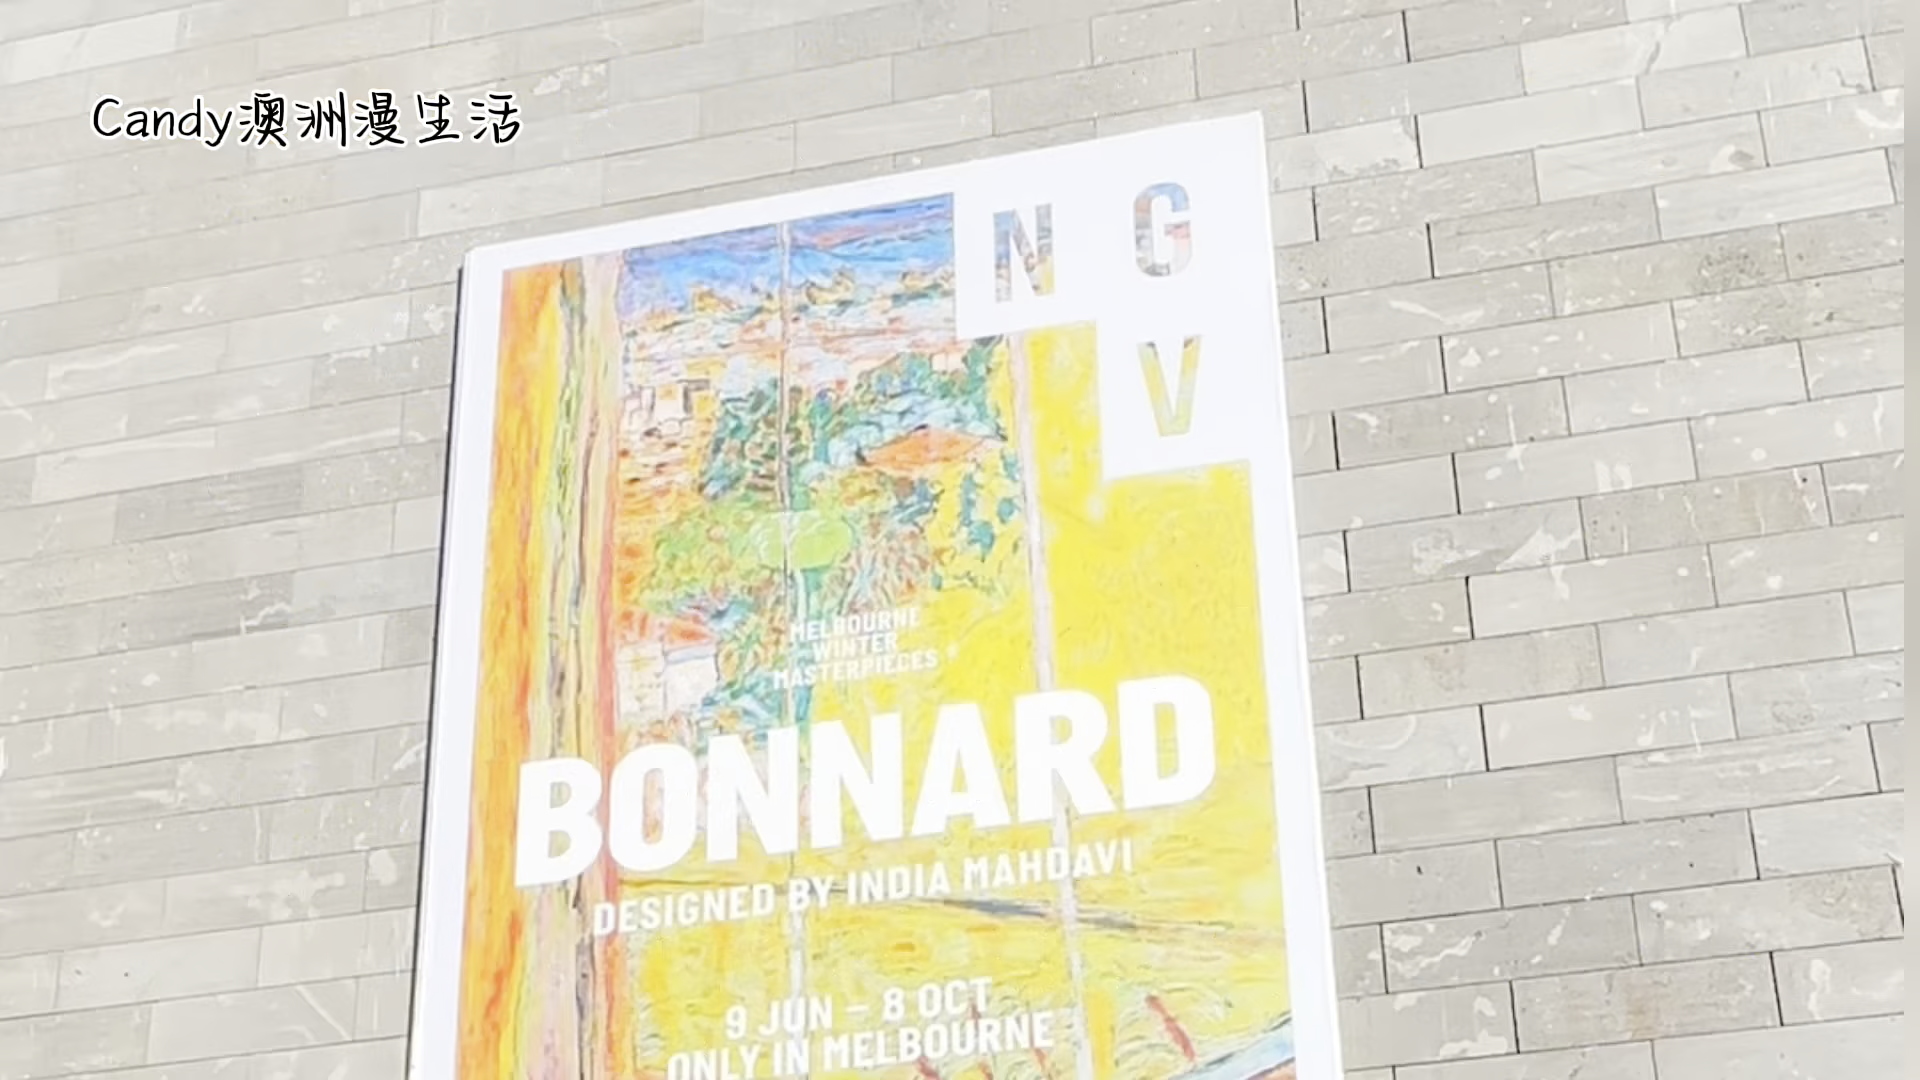 Candy澳洲漫生活
N G
V
MELBOURNE
WINTER
MASTERPIECES ®
BONNARD
DESIGNED BY INDIA MAHDAVI
9 JUN – 8 OCT
ONLY IN MELBOURNE